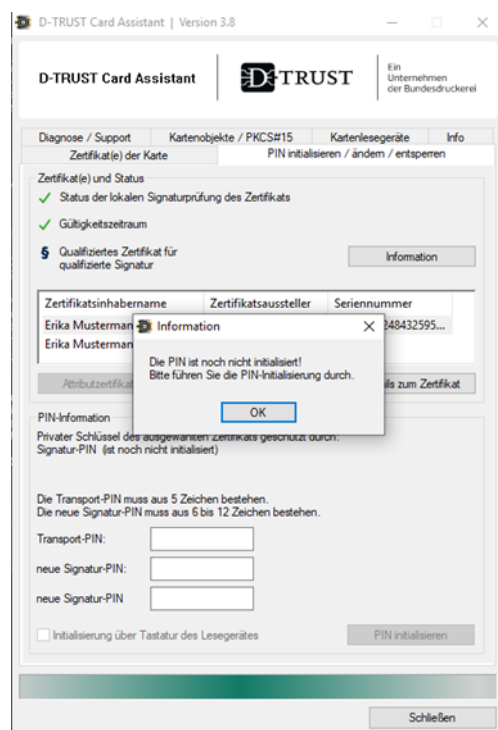 D-TRUST Card Assistant | Version 3.8
D-TRUST Card Assistant
D-TRUST
Ein
Unternehmen
der Bundesdruckerei
Diagnose / Support
Kartenobjekte / PKCS#15
Kartenlesegeräte
Info
Zertifikat(e) der Karte
PIN initialisieren / ändern / entsperren
Zertifikat(e) und Status
Status der lokalen Signaturprüfung des Zertifikats
Gültigkeitszeitraum
§ Qualifiziertes Zertifikat für
qualifizierte Signatur
Information
Zertifikatsinhabername
Zertifikatsaussteller
Seriennummer
Erika Musterman
248432595...
Erika Musterman
Information
Die PIN ist noch nicht initialisiert!
Bitte führen Sie die PIN-Initialisierung durch.
OK
Attributzertifikat
zum Zertifikat
PIN-Information
Privater Schlüssel des ausgewählten Zertifikats geschützt durch:
Signatur-PIN (ist noch nicht initialisiert)
Die Transport-PIN muss aus 5 Zeichen bestehen.
Die neue Signatur-PIN muss aus 6 bis 12 Zeichen bestehen.
Transport-PIN:
neue Signatur-PIN:
neue Signatur-PIN
Initialisierung über Tastatur des Lesegerätes
PIN initialisieren
Schließen